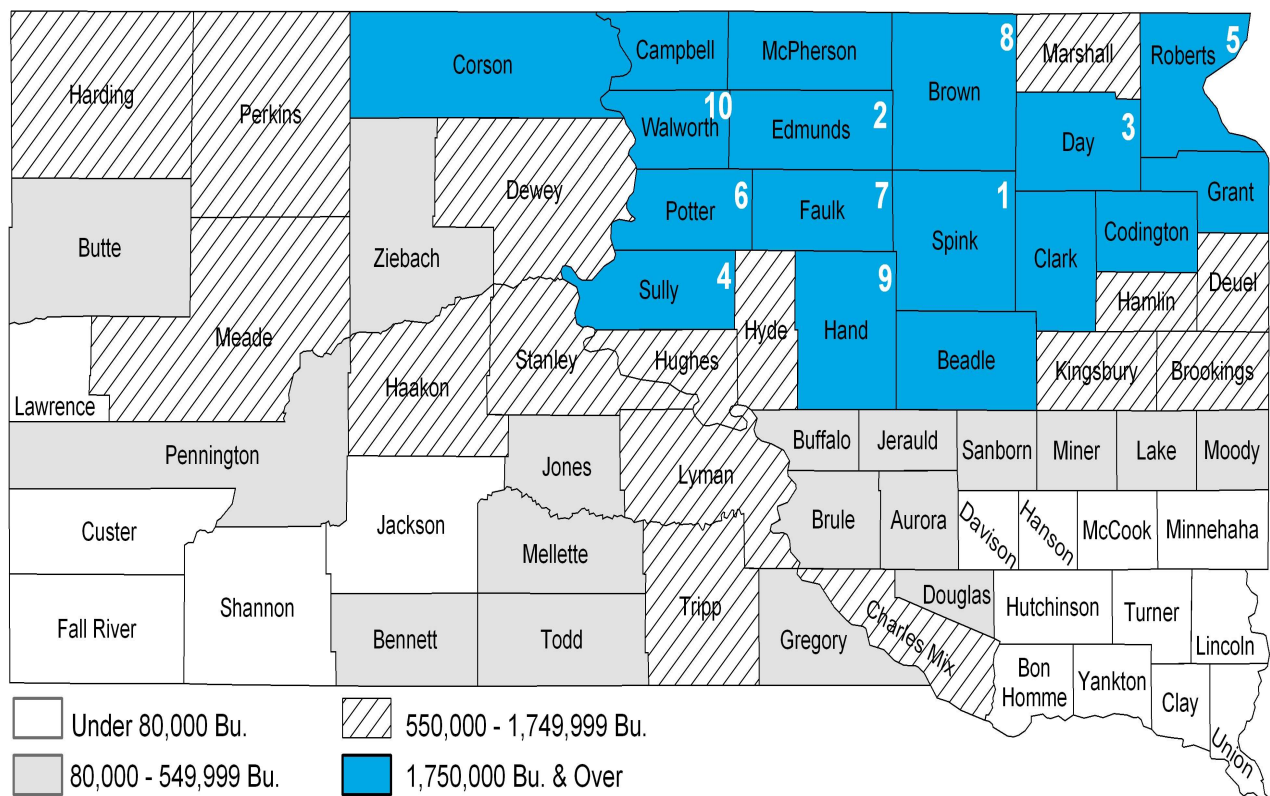 Harding
Perkins
Corson
Campbell
McPherson
Brown
8
Marshall
Roberts
5
Walworth
10
Edmunds
2
Day
3
Grant
Butte
Ziebach
Dewey
Potter
6
Faulk
7
Spink
1
Clark
Codington
Deuel
Hamlin
Meade
Sully
4
Hyde
Hand
9
Beadle
Kingsbury
Brookings
Haakon
Stanley
Hughes
Lawrence
Pennington
Jones
Lyman
Buffalo
Jerauld
Sanborn
Miner
Lake
Moody
Custer
Jackson
Mellette
Brule
Aurora
Davison
Hanson
McCook
Minnehaha
Fall River
Shannon
Bennett
Todd
Tripp
Gregory
Charles Mix
Douglas
Hutchinson
Turner
Lincoln
Bon
Homme
Yankton
Clay
Union
Under 80,000 Bu.
550,000 - 1,749,999 Bu.
80,000 - 549,999 Bu.
1,750,000 Bu. & Over